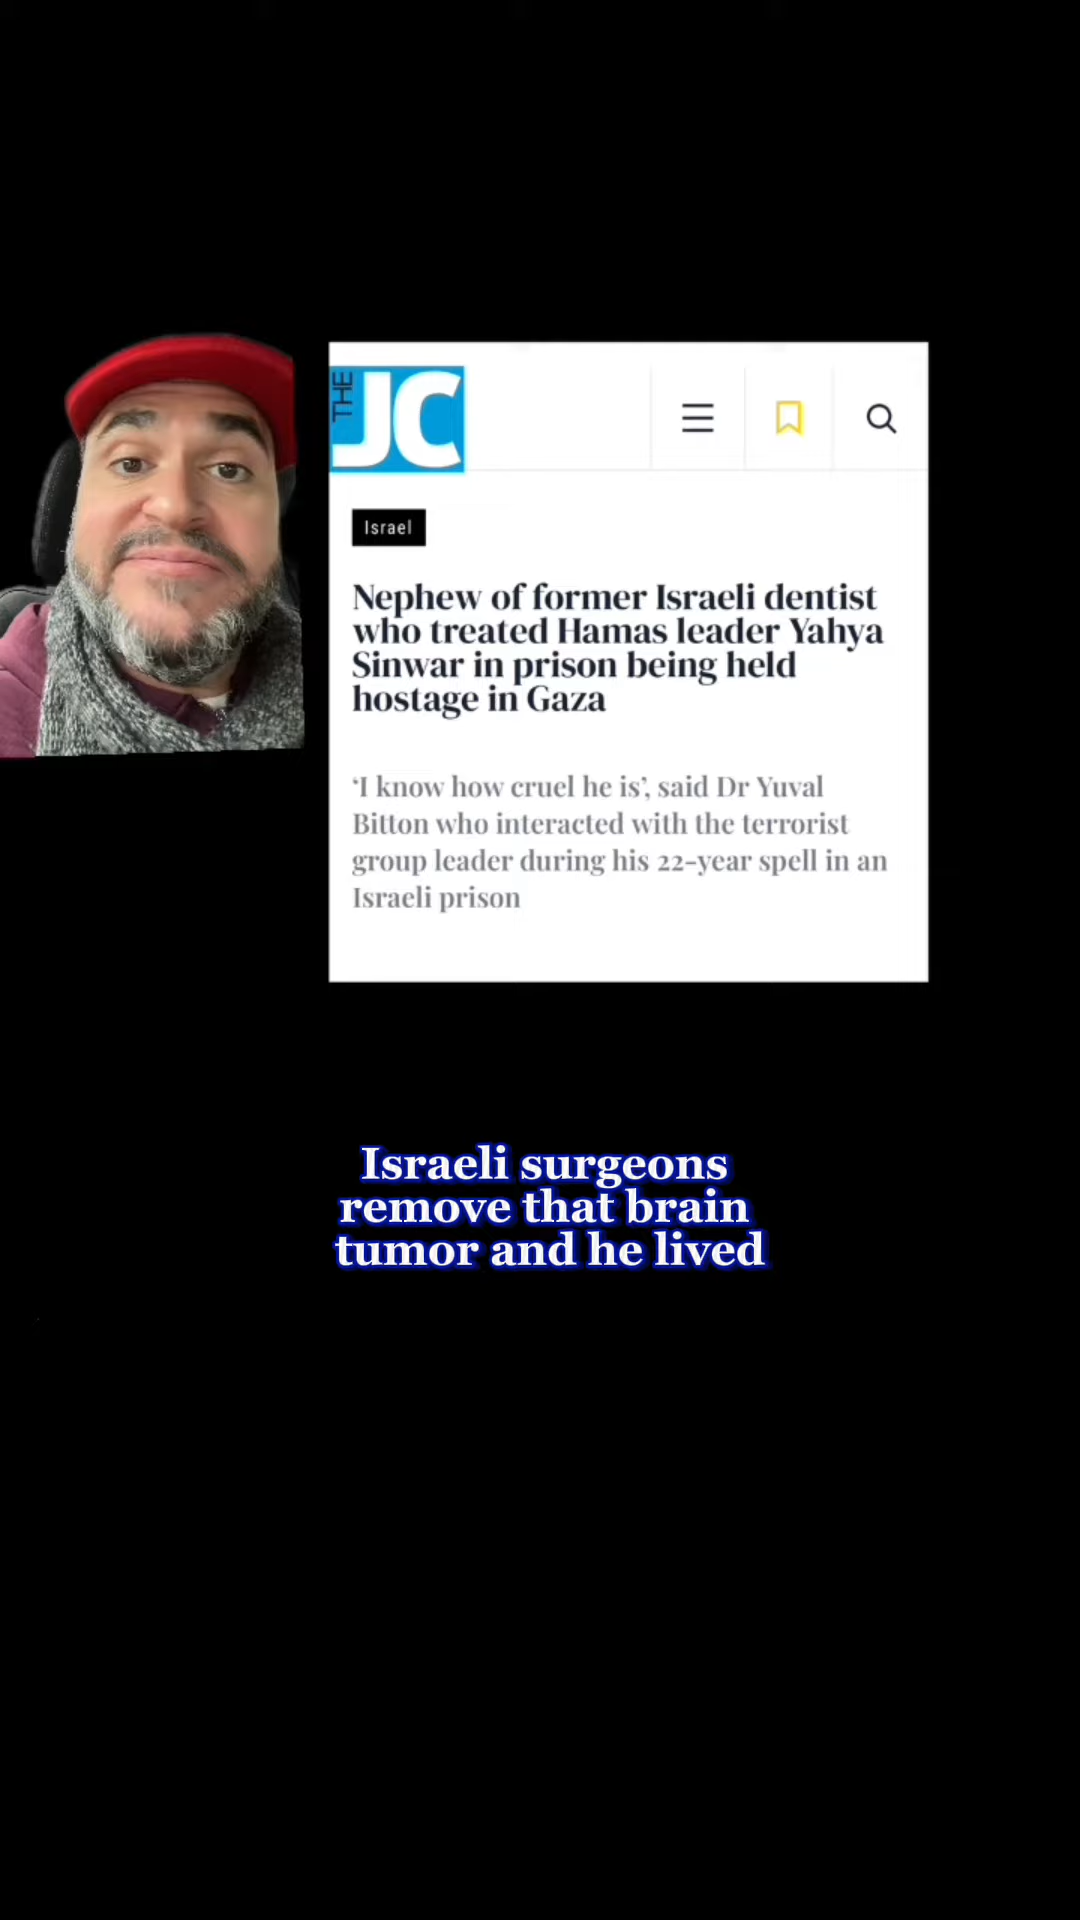 THE JC
Israel
Nephew of former Israeli dentist
who treated Hamas leader Yahya
Sinwar in prison being held
hostage in Gaza
‘I know how cruel he is’, said Dr Yuval
Bitton who interacted with the terrorist
group leader during his 22-year spell in an
Israeli prison
Israeli surgeons
remove that brain
tumor and he lived